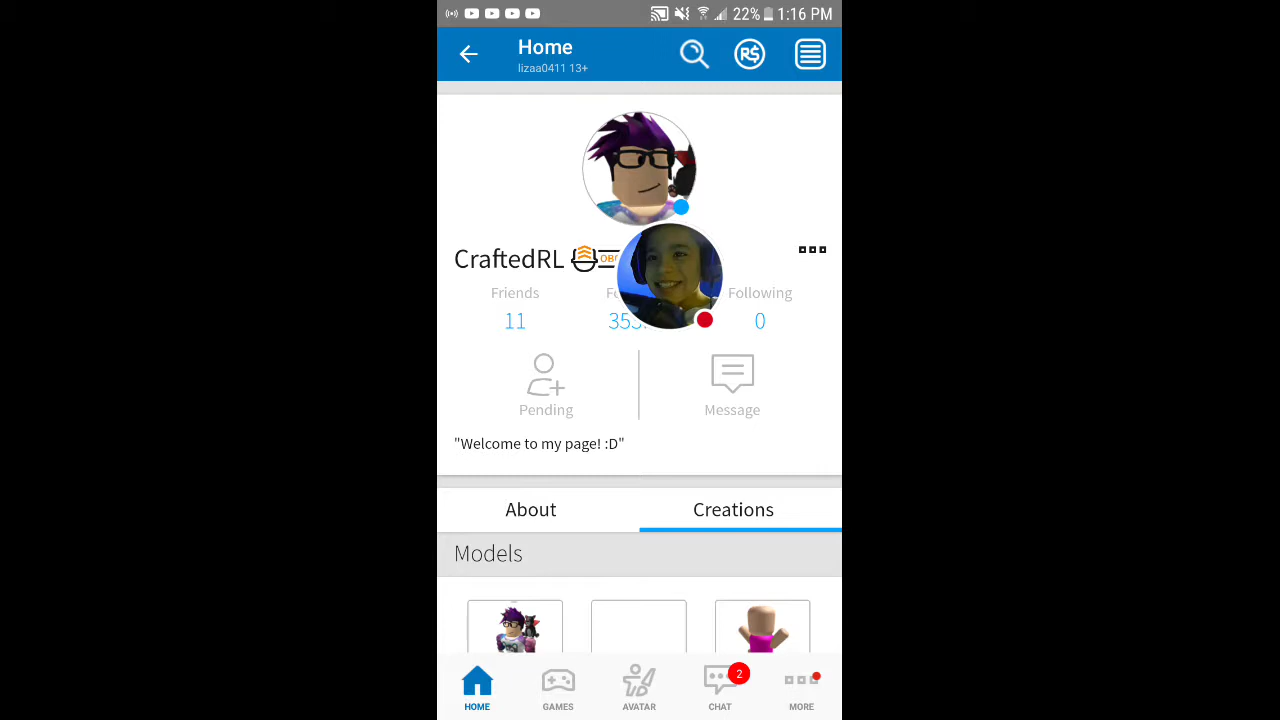 22% 1:16 PM
Home
lizaa0411 13+
R$
CraftedRL
Friends
Following
11
0
Pending
Message
"Welcome to my page! :D"
About
Creations
Models
2
HOME
GAMES
AVATAR
CHAT
MORE